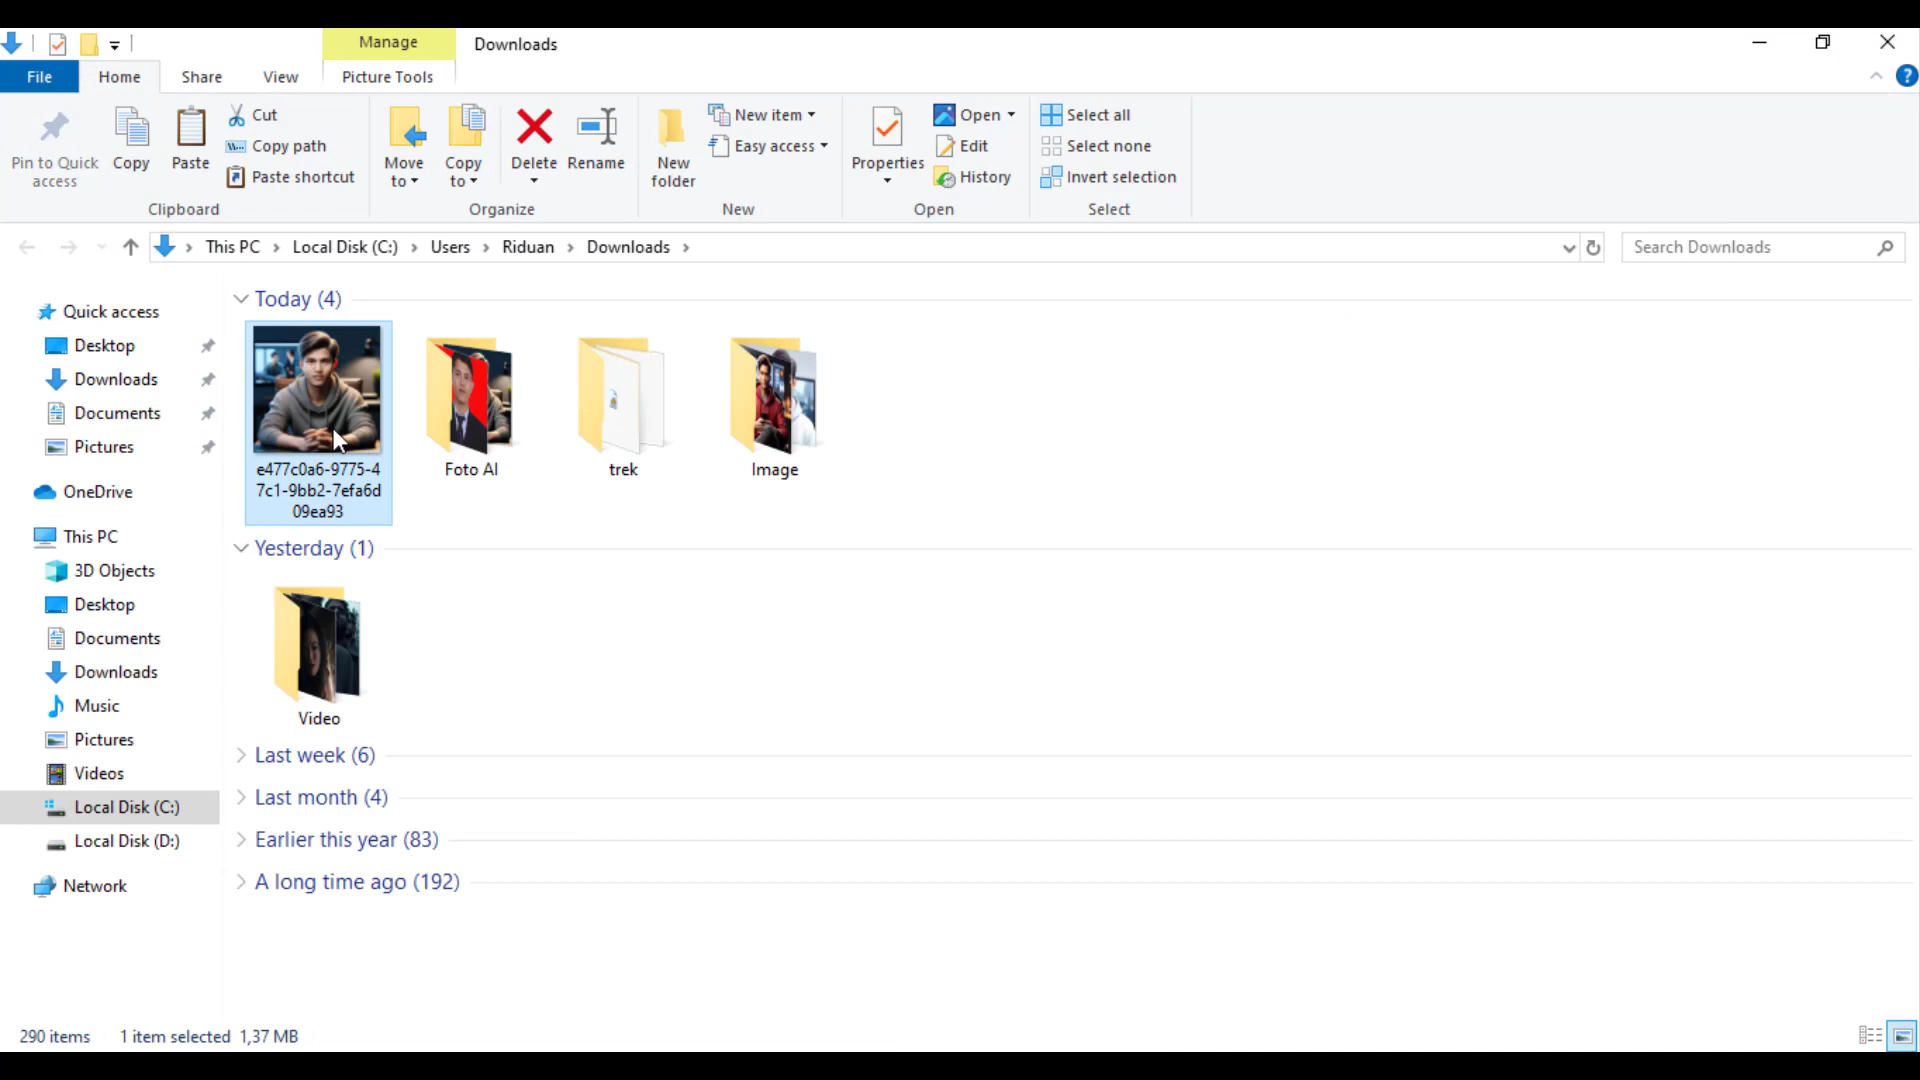 Manage
Downloads
File
Home
Share
View
Picture Tools
Pin to Quick
access
Copy
Paste
Cut
Copy path
Paste shortcut
Clipboard
Move
to
Copy
to
Delete
Rename
Organize
New
folder
New item
Easy access
New
Properties
Open
Edit
History
Open
Select all
Select none
Invert selection
Select
This PC > Local Disk (C:) > Users > Riduan > Downloads >
Search Downloads
Quick access
Desktop
Downloads
Documents
Pictures
OneDrive
This PC
3D Objects
Desktop
Documents
Downloads
Music
Pictures
Videos
Local Disk (C:)
Local Disk (D:)
Network
Today (4)
e477c0a6-9775-4
7c1-9bb2-7efa6d
09ea93
Foto AI
trek
Image
Yesterday (1)
Video
Last week (6)
Last month (4)
Earlier this year (83)
A long time ago (192)
290 items
1 item selected 1,37 MB